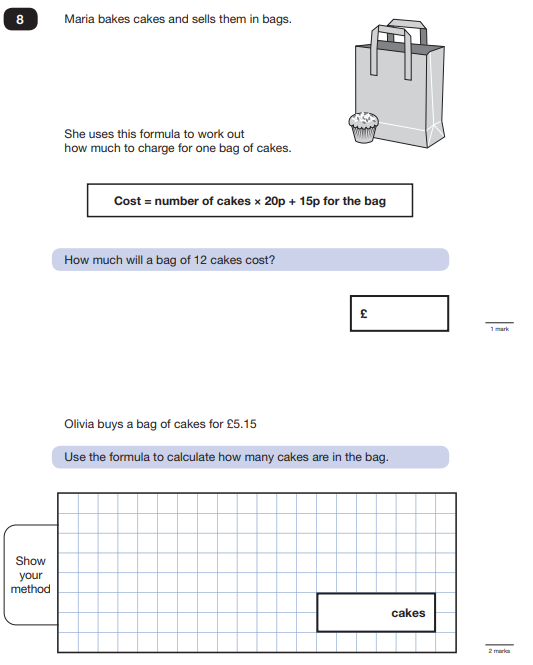 8
Maria bakes cakes and sells them in bags.
She uses this formula to work out
how much to charge for one bag of cakes.
Cost = number of cakes × 20p + 15p for the bag
How much will a bag of 12 cakes cost?
£
1 mark
Olivia buys a bag of cakes for £5.15
Use the formula to calculate how many cakes are in the bag.
Show
your
method
cakes
2 marks